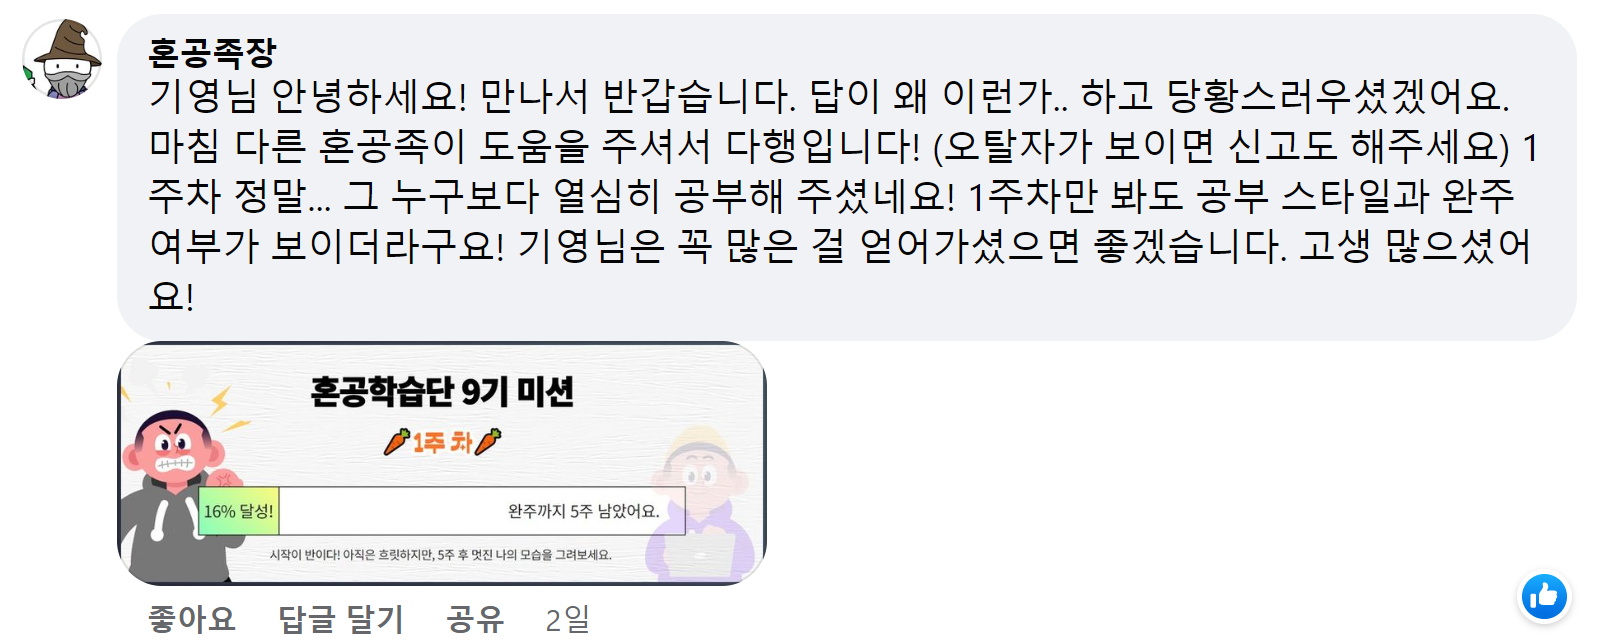 혼공족장
기영님 안녕하세요! 만나서 반갑습니다. 답이 왜 이런가.. 하고 당황스러우셨겠어요.
마침 다른 혼공족이 도움을 주셔서 다행입니다! (오탈자가 보이면 신고도 해주세요) 1
주차 정말... 그 누구보다 열심히 공부해 주셨네요! 1주차만 봐도 공부 스타일과 완주
여부가 보이더라구요! 기영님은 꼭 많은 걸 얻어가셨으면 좋겠습니다. 고생 많으셨어
요!
혼공학습단 9기 미션
1주 차
16% 달성!
완주까지 5주 남았어요.
시작이 반이다! 아직은 흐릿하지만, 5주 후 멋진 나의 모습을 그려보세요.
좋아요 답글 달기 공유 2일